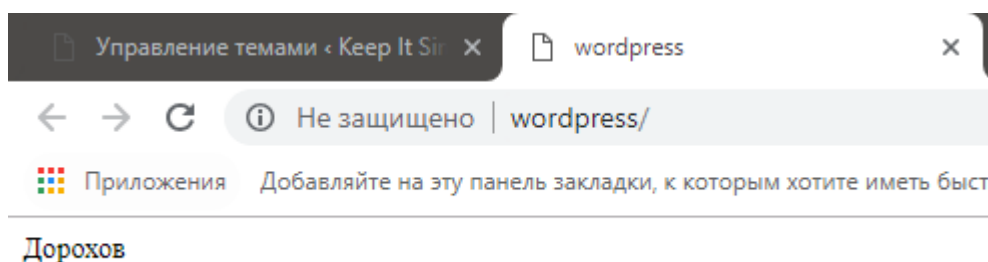 Управление темами ‹ Keep It Sir
wordpress
Не защищено | wordpress/
Приложения Добавляйте на эту панель закладки, к которым хотите иметь быст
Дорохов